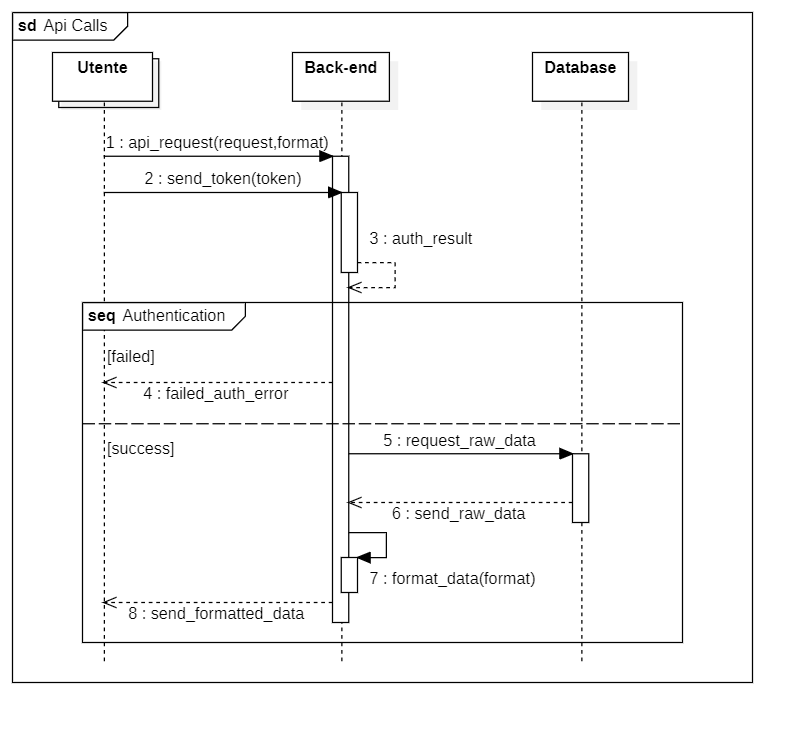 sd Api Calls
Utente
Back-end
Database
1 : api_request(request,format)
2 : send_token(token)
3 : auth_result
seq Authentication
[failed]
4 : failed_auth_error
5 : request_raw_data
[success]
6 : send_raw_data
7 : format_data(format)
8 : send_formatted_data